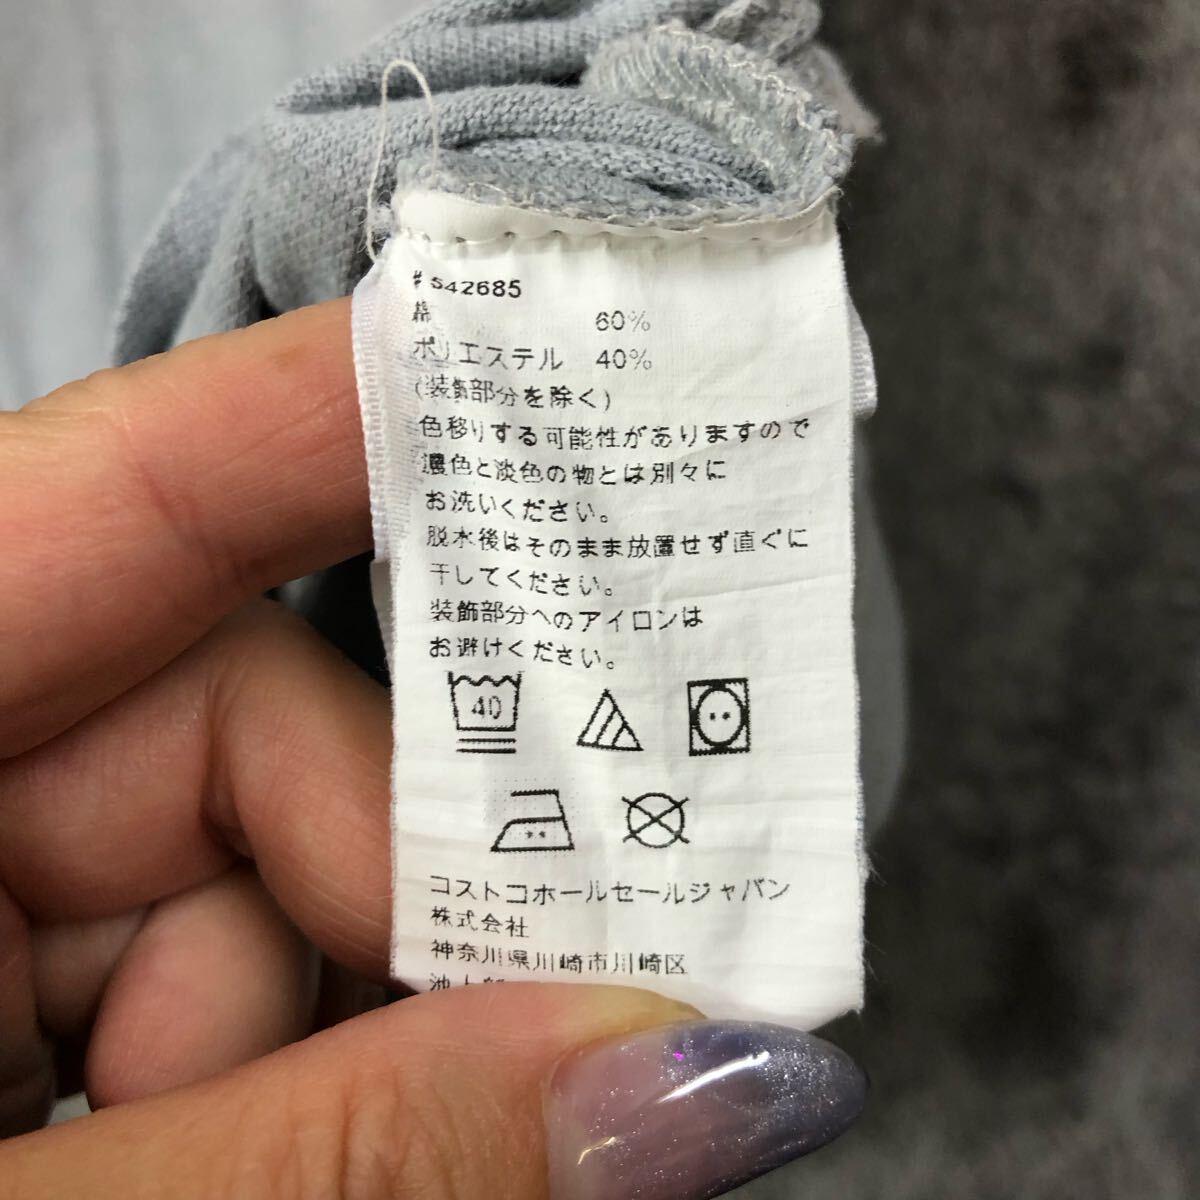 # 542685
綿 60%
ポリエステル 40%
(装飾部分を除く)
色移りする可能性がありますので
濃色と淡色の物とは別々に
お洗いください。
脱水後はそのまま放置せず直ぐに
干してください。
装飾部分へのアイロンは
お避けください。
40
コストコホールセールジャパン
株式会社
神奈川県川崎市川崎区